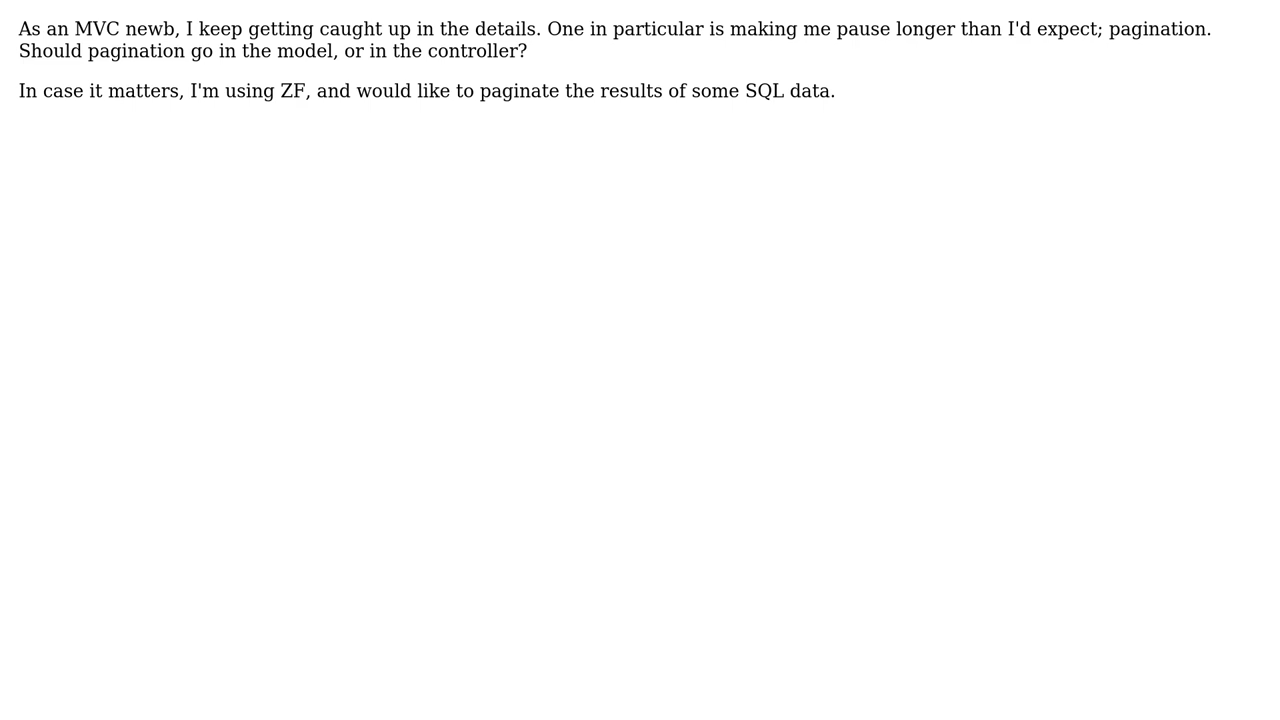 As an MVC newb, I keep getting caught up in the details. One in particular is making me pause longer than I'd expect; pagination.
Should pagination go in the model, or in the controller?
In case it matters, I'm using ZF, and would like to paginate the results of some SQL data.